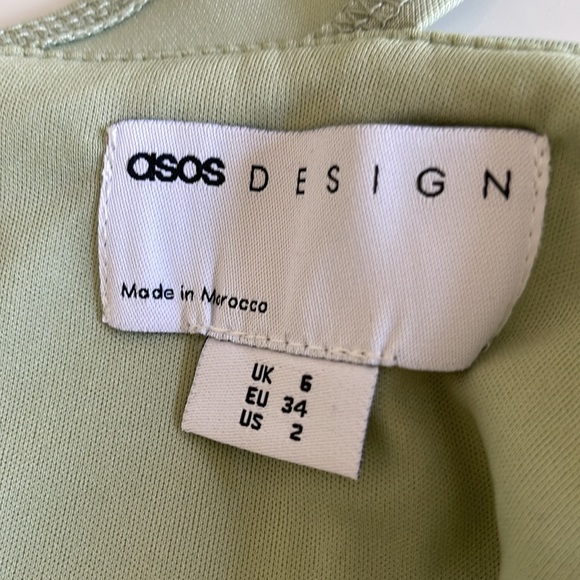 asos DESIGN
Made in Morocco
UK 6
EU 34
US 2